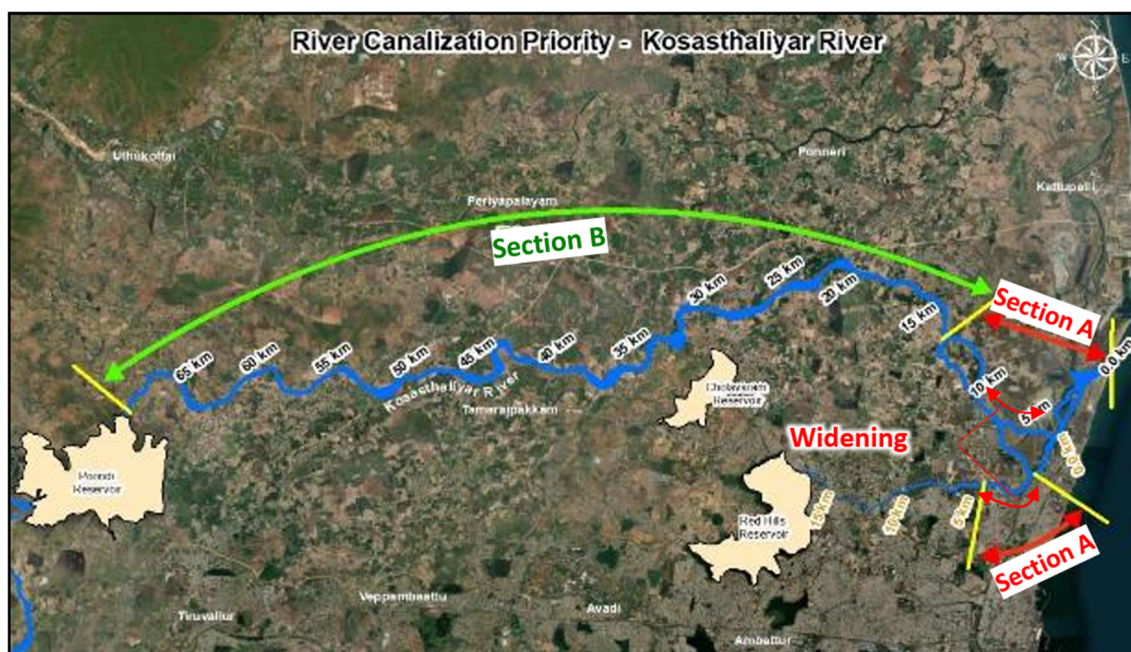 River Canalization Priority - Kosasthaliyar River
W
E
Uthukottai
Ponneri
Kattupalli
Periyapalayam
Section B
Section A
30 km
25 km
20 km
15 km
0.0 km
65 km
60 km
55 km
50 km
45 km
40 km
35 km
Kosasthaliyar River
Tamaraipakkam
Cholavaram
Reservoir
10 km
Widening
0.0 km
Poondi
Reservoir
Red Hills
Reservoir
15 km
10 km
5 km
Section A
Tiruvallur
Veppambattu
Avadi
Ambattur